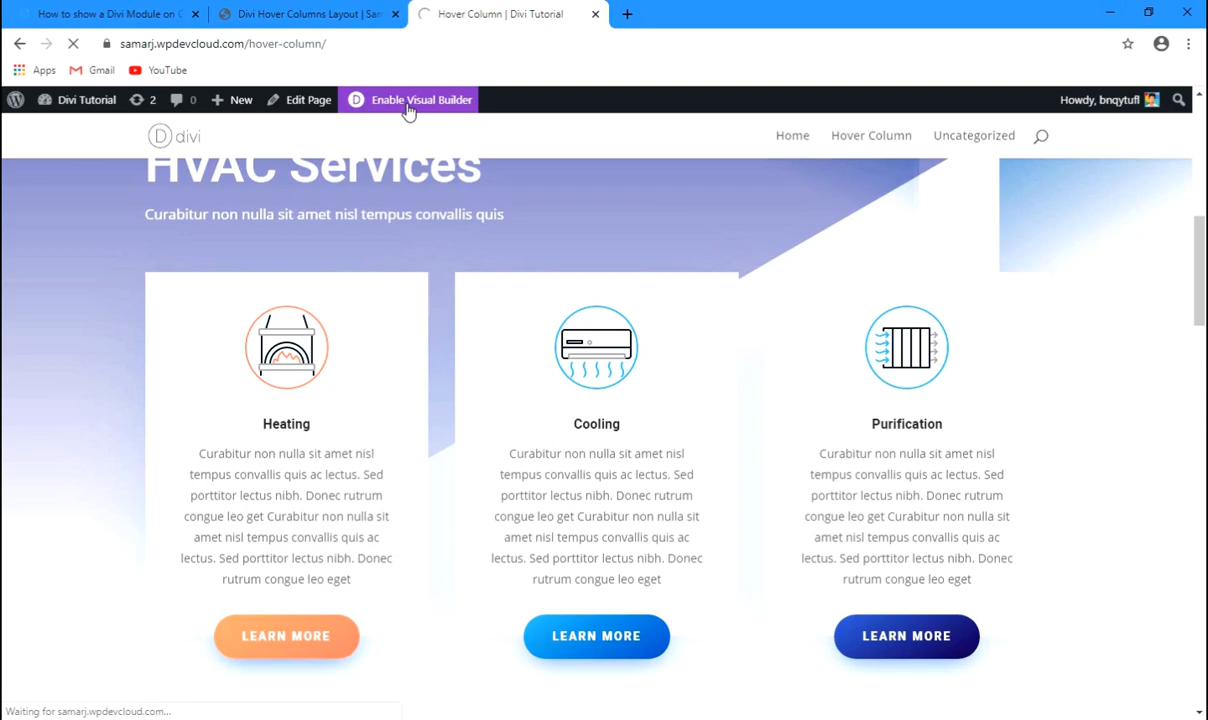 How to show a Divi Module on C
Divi Hover Columns Layout | Sam
Hover Column | Divi Tutorial
samarj.wpdevcloud.com/hover-column/
Apps Gmail YouTube
Divi Tutorial 2 0 New Edit Page Enable Visual Builder Howdy, bnqytufl
divi Home Hover Column Uncategorized
HVAC Services
Curabitur non nulla sit amet nisl tempus convallis quis
Heating
Curabitur non nulla sit amet nisl
tempus convallis quis ac lectus. Sed
porttitor lectus nibh. Donec rutrum
congue leo get Curabitur non nulla sit
amet nisl tempus convallis quis ac
lectus. Sed porttitor lectus nibh. Donec
rutrum congue leo eget
LEARN MORE
Cooling
Curabitur non nulla sit amet nisl
tempus convallis quis ac lectus. Sed
porttitor lectus nibh. Donec rutrum
congue leo get Curabitur non nulla sit
amet nisl tempus convallis quis ac
lectus. Sed porttitor lectus nibh. Donec
rutrum congue leo eget
LEARN MORE
Purification
Curabitur non nulla sit amet nisl
tempus convallis quis ac lectus. Sed
porttitor lectus nibh. Donec rutrum
congue leo get Curabitur non nulla sit
amet nisl tempus convallis quis ac
lectus. Sed porttitor lectus nibh. Donec
rutrum congue leo eget
LEARN MORE
Waiting for samarj.wpdevcloud.com...